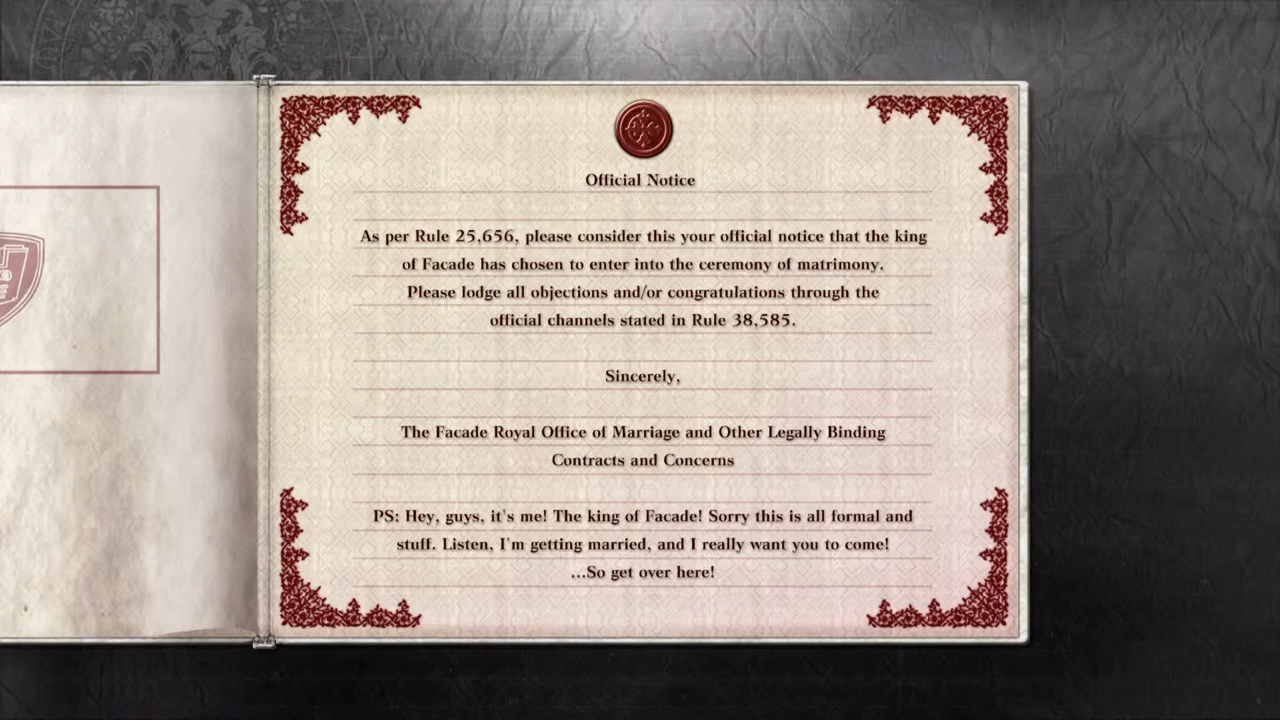 Official Notice
As per Rule 25,656, please consider this your official notice that the king
of Facade has chosen to enter into the ceremony of matrimony.
Please lodge all objections and/or congratulations through the
official channels stated in Rule 38,585.
Sincerely,
The Facade Royal Office of Marriage and Other Legally Binding
Contracts and Concerns
PS: Hey, guys, it's me! The king of Facade! Sorry this is all formal and
stuff. Listen, I'm getting married, and I really want you to come!
...So get over here!